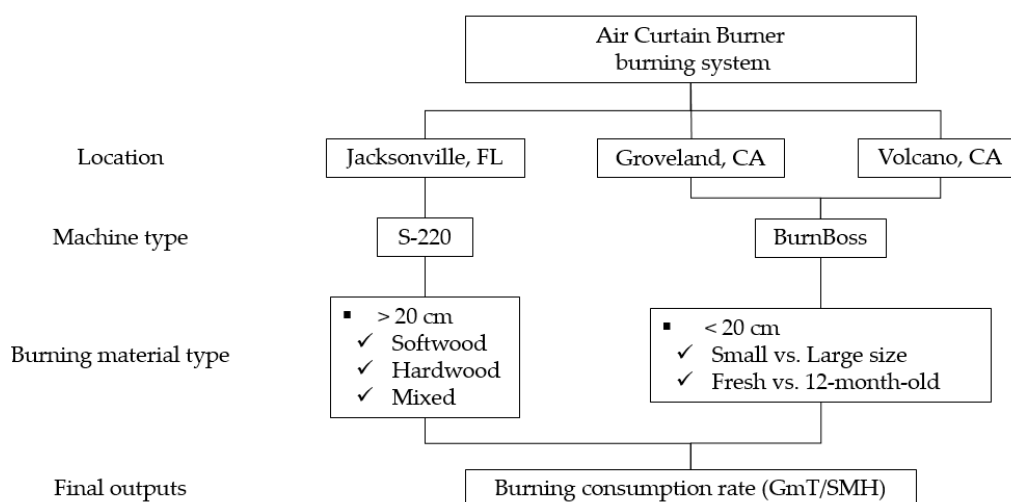 Air Curtain Burner
burning system
Location
Jacksonville, FL
Groveland, CA
Volcano, CA
Machine type
S-220
BurnBoss
Burning material type
▪ > 20 cm
✓ Softwood
✓ Hardwood
✓ Mixed
▪ < 20 cm
✓ Small vs. Large size
✓ Fresh vs. 12-month-old
Final outputs
Burning consumption rate (GmT/SMH)